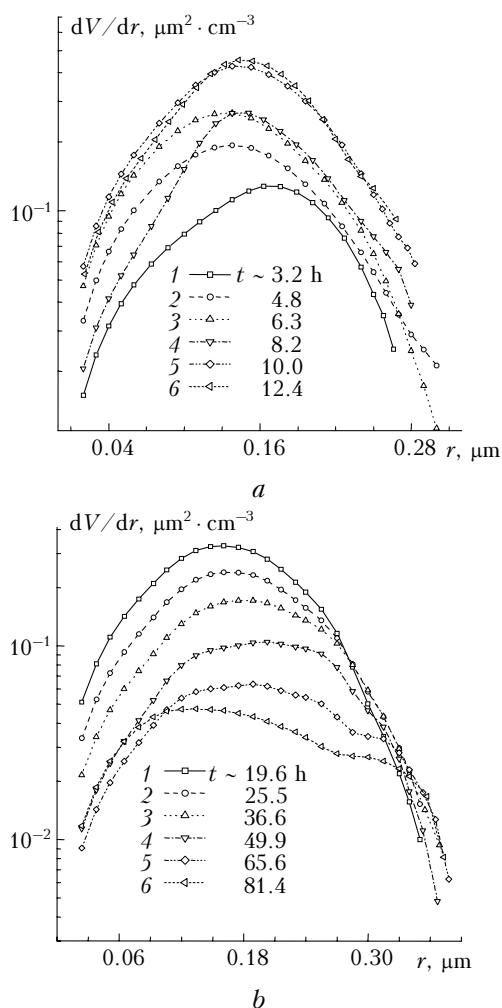 dV/dr, μm²·cm⁻³
10⁻¹
1 t ~ 3.2 h
2 4.8
3 6.3
4 8.2
5 10.0
6 12.4
0.04 0.16 0.28 r, μm
a
dV/dr, μm²·cm⁻³
10⁻¹
1 t ~ 19.6 h
2 25.5
3 36.6
4 49.9
5 65.6
6 81.4
10⁻²
0.06 0.18 0.30 r, μm
b